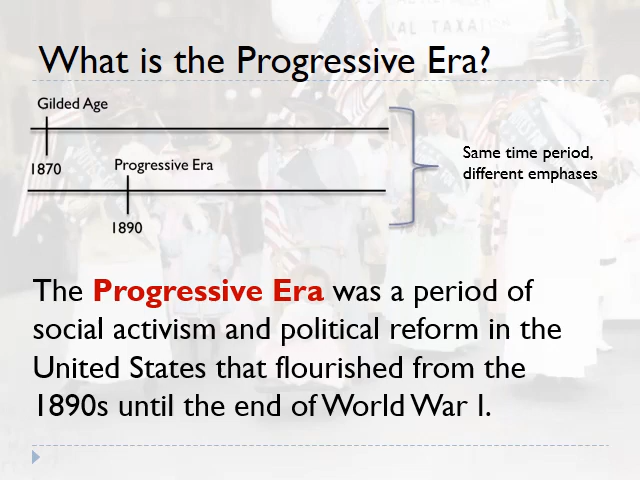 What is the Progressive Era?
Gilded Age
1870
Progressive Era
1890
Same time period,
different emphases
The Progressive Era was a period of
social activism and political reform in the
United States that flourished from the
1890s until the end of World War I.